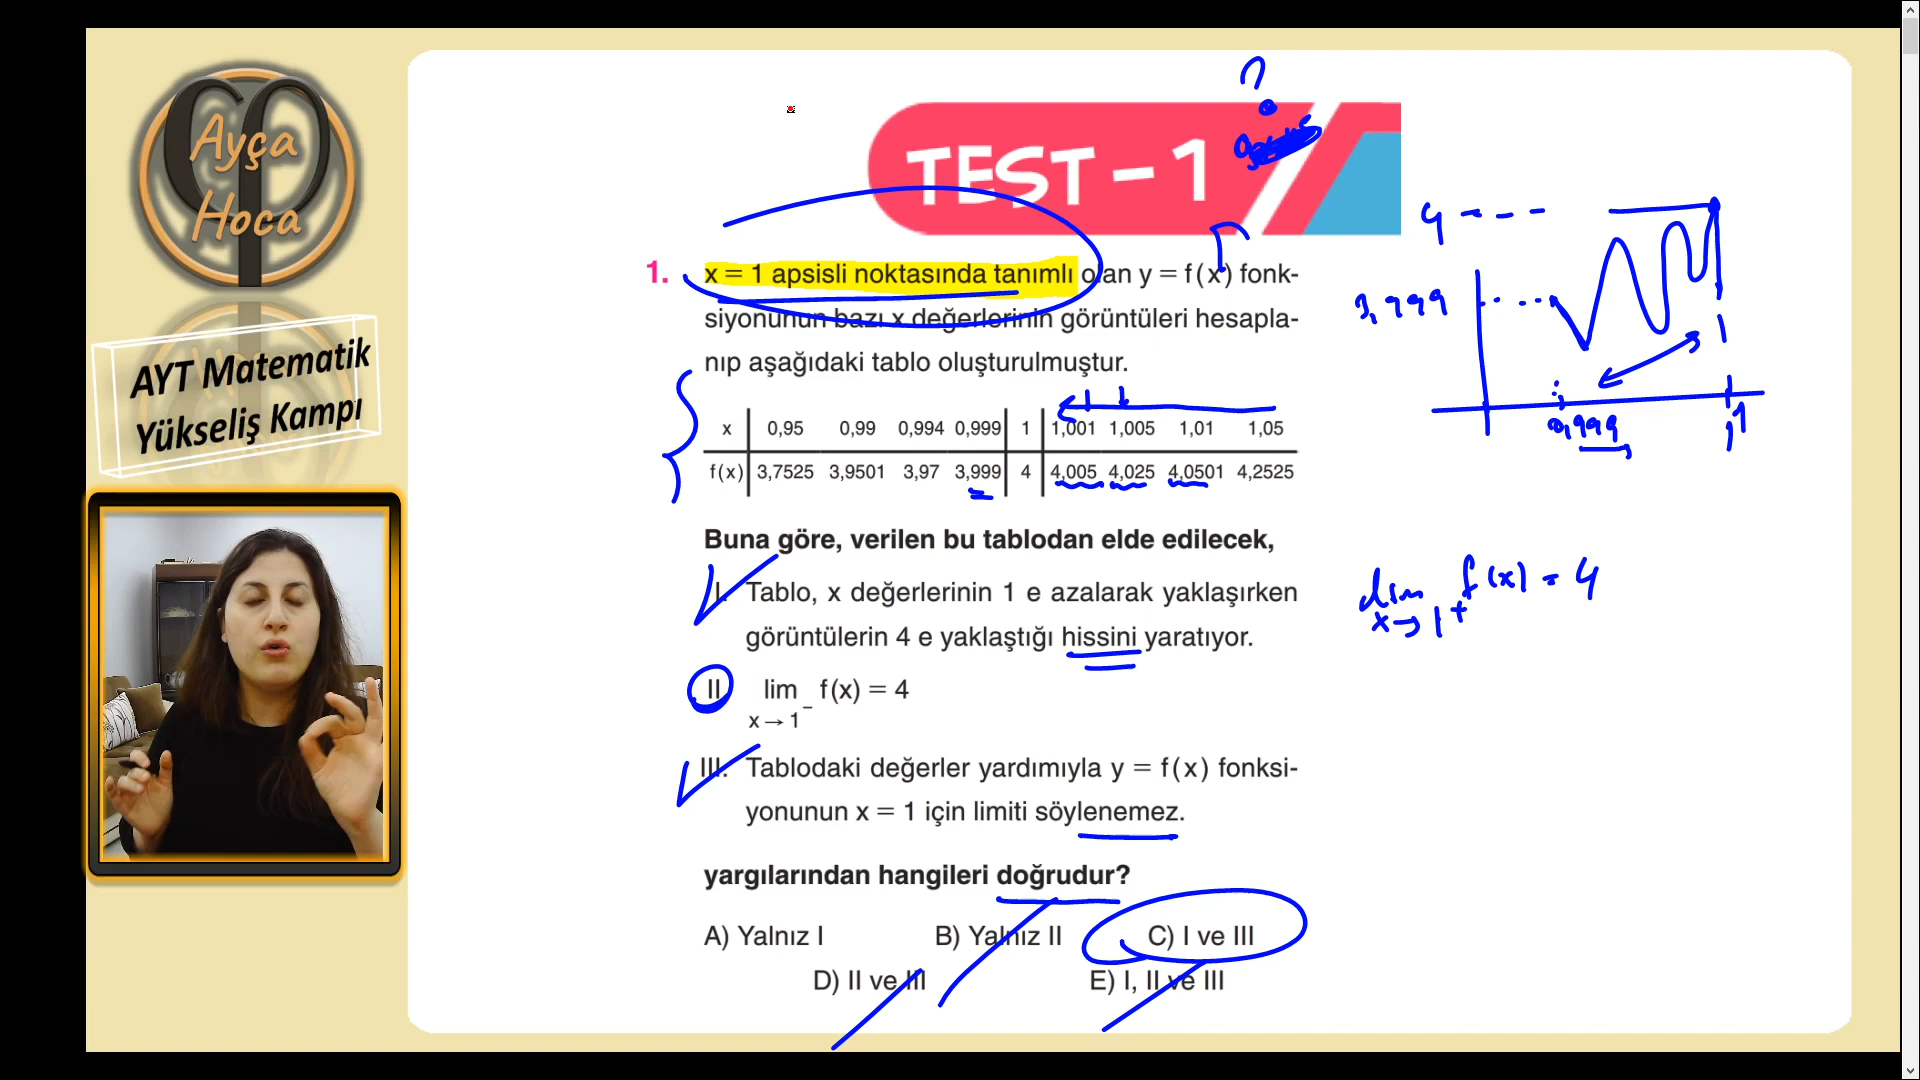 Ayça
Hoca
AYT Matematik
Yükseliş Kampı
TEST - 1
1. x = 1 apsisli noktasında tanımlı olan y = f(x) fonk-
siyonunun bazı x değerlerinin görüntüleri hesapla-
nıp aşağıdaki tablo oluşturulmuştur.
x 0,95 0,99 0,994 0,999 1 1,001 1,005 1,01 1,05
f(x) 3,7525 3,9501 3,97 3,999 4 4,005 4,025 4,0501 4,2525
Buna göre, verilen bu tablodan elde edilecek,
I. Tablo, x değerlerinin 1 e azalarak yaklaşırken
görüntülerin 4 e yaklaştığı hissini yaratıyor.
II. lim f(x) = 4
x → 1⁻
III. Tablodaki değerler yardımıyla y = f(x) fonksi-
yonunun x = 1 için limiti söylenemez.
yargılarından hangileri doğrudur?
A) Yalnız I B) Yalnız II C) I ve III
D) II ve III E) I, II ve III
4
3,999
0,999
1
lim f(x) = 4
x → 1⁺